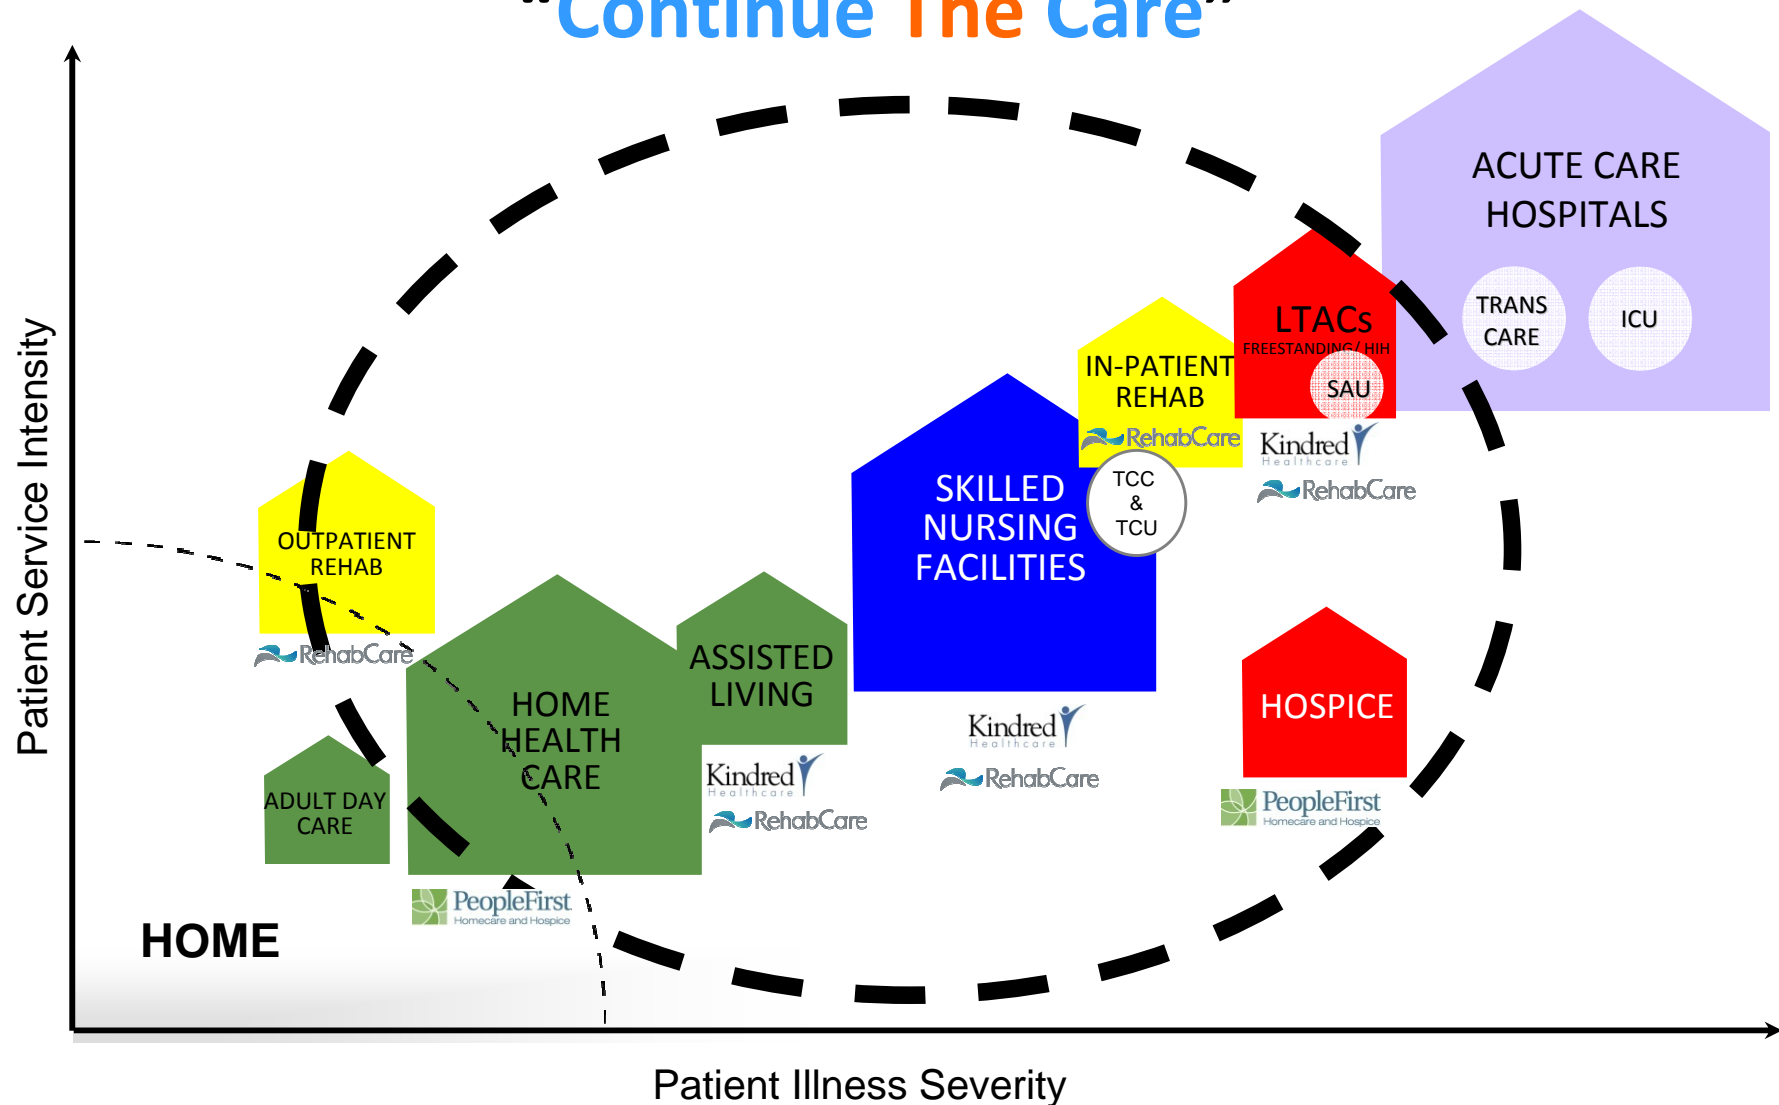 “Continue The Care”
ACUTE CARE
HOSPITALS
TRANS
CARE
ICU
LTACs
FREESTANDING/ HIH
SAU
Kindred
Healthcare
RehabCare
IN-PATIENT
REHAB
RehabCare
TCC
&
TCU
SKILLED
NURSING
FACILITIES
Kindred
Healthcare
RehabCare
HOSPICE
PeopleFirst
Homecare and Hospice
OUTPATIENT
REHAB
RehabCare
ASSISTED
LIVING
Kindred
Healthcare
RehabCare
HOME
HEALTH
CARE
PeopleFirst
Homecare and Hospice
ADULT DAY
CARE
HOME
Patient Service Intensity
Patient Illness Severity